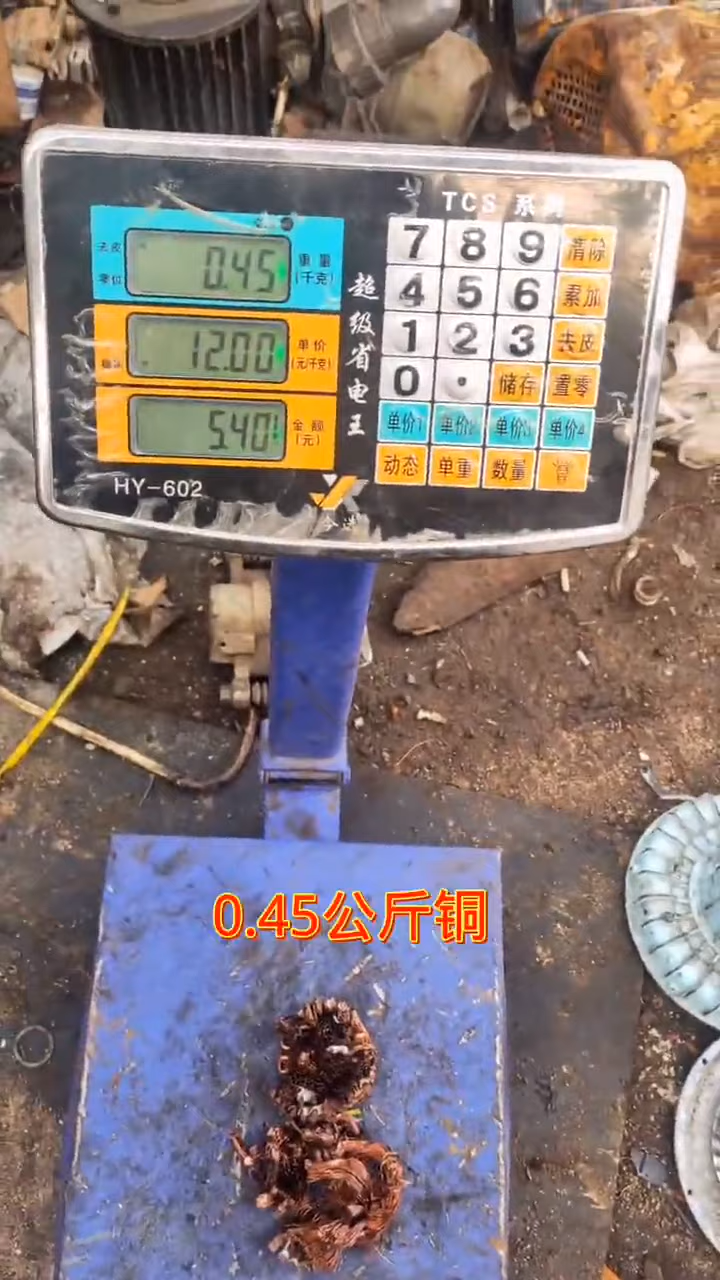 TCS 系列
去皮
零位
0.45
重量
(千克)
12.00
单价
(元/千克)
5.40
金额
(元)
超级省电王
7 8 9 清除
4 5 6 累加
1 2 3 去皮
0 . 储存 置零
单价1 单价2 单价3 单价4
动态 单重 数量
HY-602
0.45公斤铜